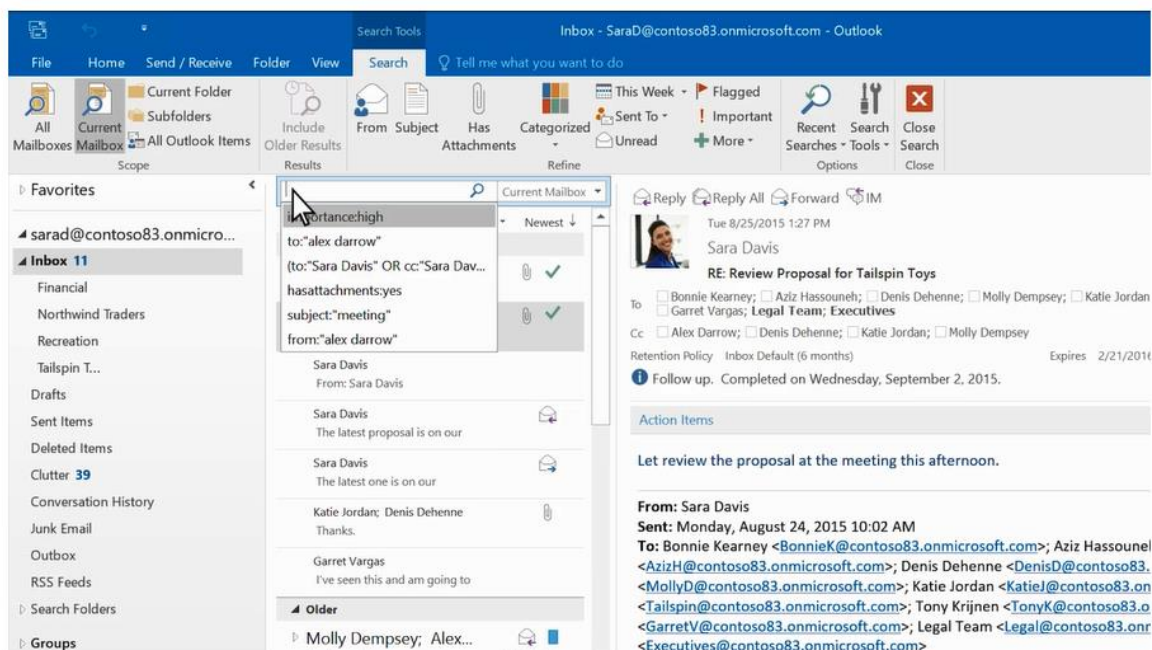 Search Tools
Inbox - SaraD@contoso83.onmicrosoft.com - Outlook
File Home Send / Receive Folder View Search Tell me what you want to do
All Mailboxes
Current Mailbox
Current Folder
Subfolders
All Outlook Items
Scope
Include Older Results
Results
From
Subject
Has Attachments
Categorized
This Week
Sent To
Unread
Flagged
Important
More
Refine
Recent Searches
Search Tools
Options
Close Search
Close
Favorites
sarad@contoso83.onmicro...
Inbox 11
Financial
Northwind Traders
Recreation
Tailspin T...
Drafts
Sent Items
Deleted Items
Clutter 39
Conversation History
Junk Email
Outbox
RSS Feeds
Search Folders
Groups
Current Mailbox
Newest
to:"alex darrow"
(to:"Sara Davis" OR cc:"Sara Dav...
hasattachments:yes
subject:"meeting"
from:"alex darrow"
Sara Davis
From: Sara Davis
Sara Davis
The latest proposal is on our
Sara Davis
The latest one is on our
Katie Jordan; Denis Dehenne
Thanks.
Garret Vargas
I've seen this and am going to
Older
Molly Dempsey; Alex...
Reply Reply All Forward IM
Tue 8/25/2015 1:27 PM
Sara Davis
RE: Review Proposal for Tailspin Toys
To Bonnie Kearney; Aziz Hassouneh; Denis Dehenne; Molly Dempsey; Katie Jordan
Garret Vargas; Legal Team; Executives
Cc Alex Darrow; Denis Dehenne; Katie Jordan; Molly Dempsey
Retention Policy Inbox Default (6 months) Expires 2/21/2016
Follow up. Completed on Wednesday, September 2, 2015.
Action Items
Let review the proposal at the meeting this afternoon.
From: Sara Davis
Sent: Monday, August 24, 2015 10:02 AM
To: Bonnie Kearney <BonnieK@contoso83.onmicrosoft.com>; Aziz Hassounel
<AzizH@contoso83.onmicrosoft.com>; Denis Dehenne <DenisD@contoso83.
<MollyD@contoso83.onmicrosoft.com>; Katie Jordan <KatieJ@contoso83.on
<Tailspin@contoso83.onmicrosoft.com>; Tony Krijnen <TonyK@contoso83.o
<GarretV@contoso83.onmicrosoft.com>; Legal Team <Legal@contoso83.onr
<Executives@contoso83.onmicrosoft.com>